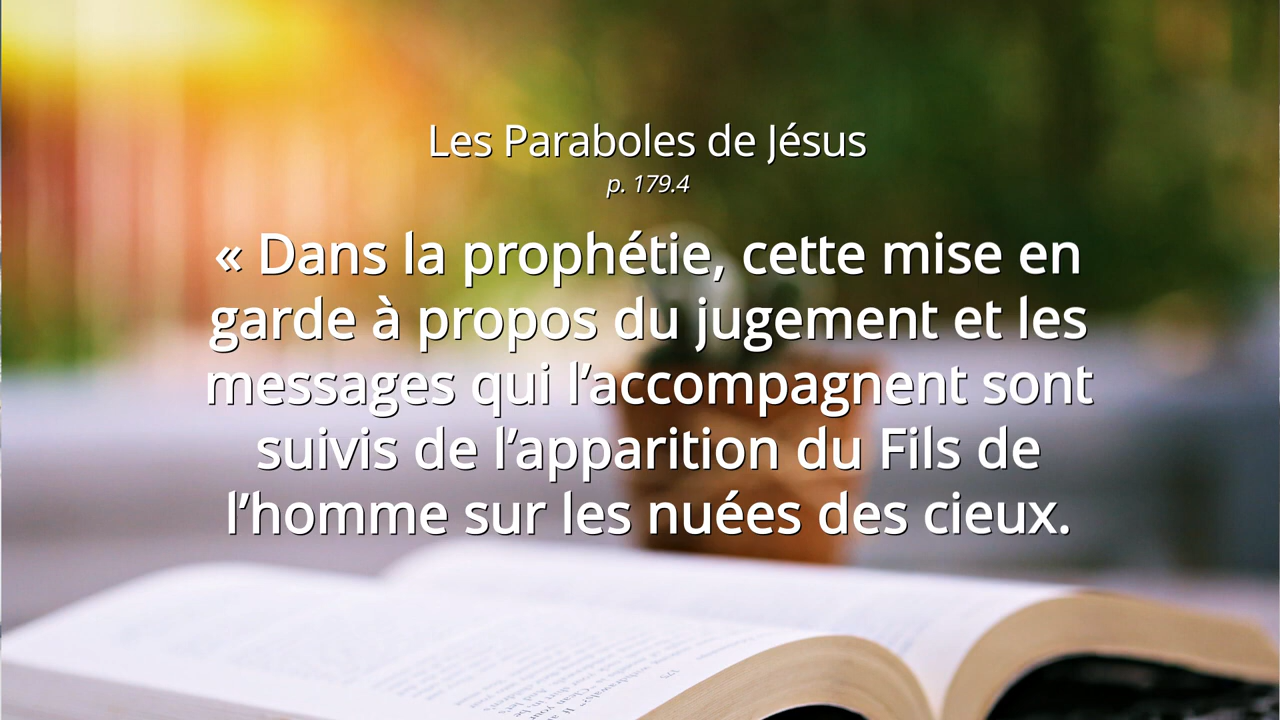 Les Paraboles de Jésus
p. 179.4
« Dans la prophétie, cette mise en
garde à propos du jugement et les
messages qui l’accompagnent sont
suivis de l’apparition du Fils de
l’homme sur les nuées des cieux.